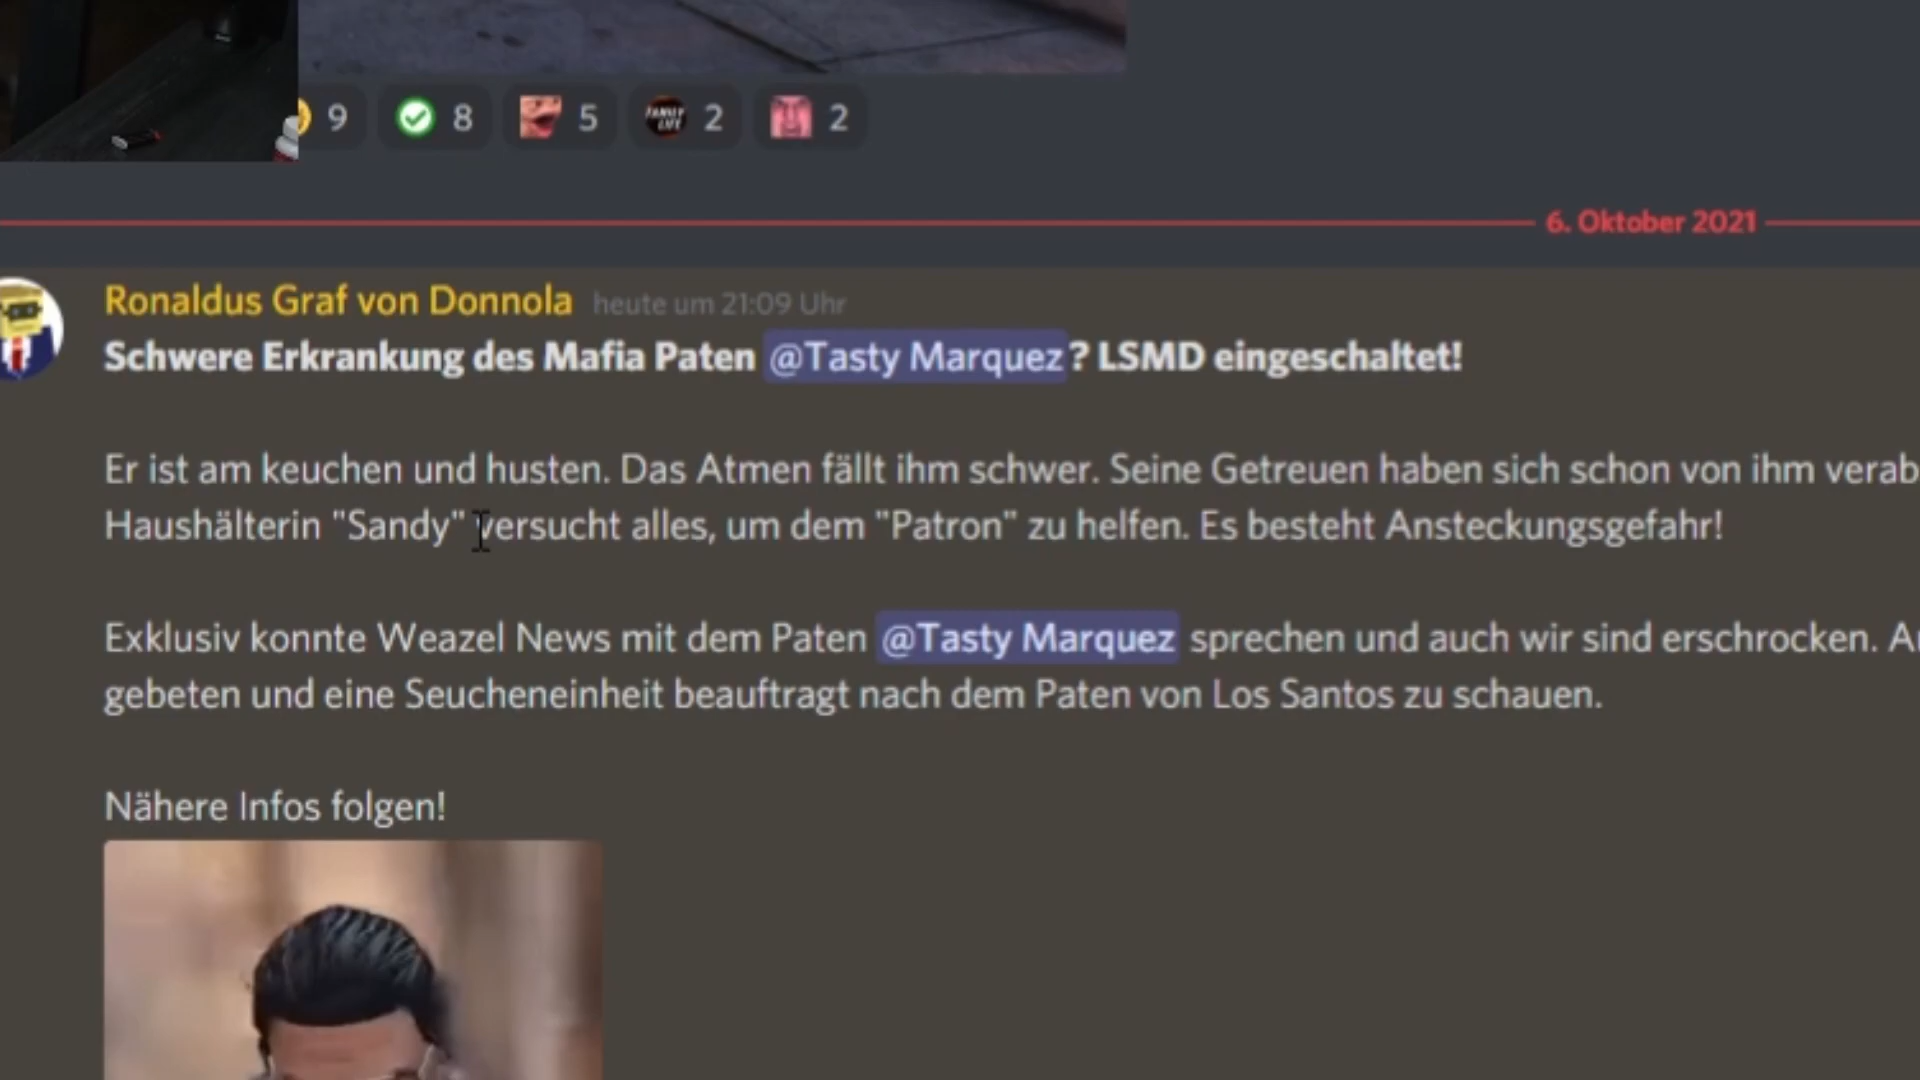 9 8 5 FAMILY LIFE 2 2
6. Oktober 2021
Ronaldus Graf von Donnola heute um 21:09 Uhr
Schwere Erkrankung des Mafia Paten @Tasty Marquez? LSMD eingeschaltet!
Er ist am keuchen und husten. Das Atmen fällt ihm schwer. Seine Getreuen haben sich schon von ihm verab
Haushälterin "Sandy" versucht alles, um dem "Patron" zu helfen. Es besteht Ansteckungsgefahr!
Exklusiv konnte Weazel News mit dem Paten @Tasty Marquez sprechen und auch wir sind erschrocken.
gebeten und eine Seucheneinheit beauftragt nach dem Paten von Los Santos zu schauen.
Nähere Infos folgen!